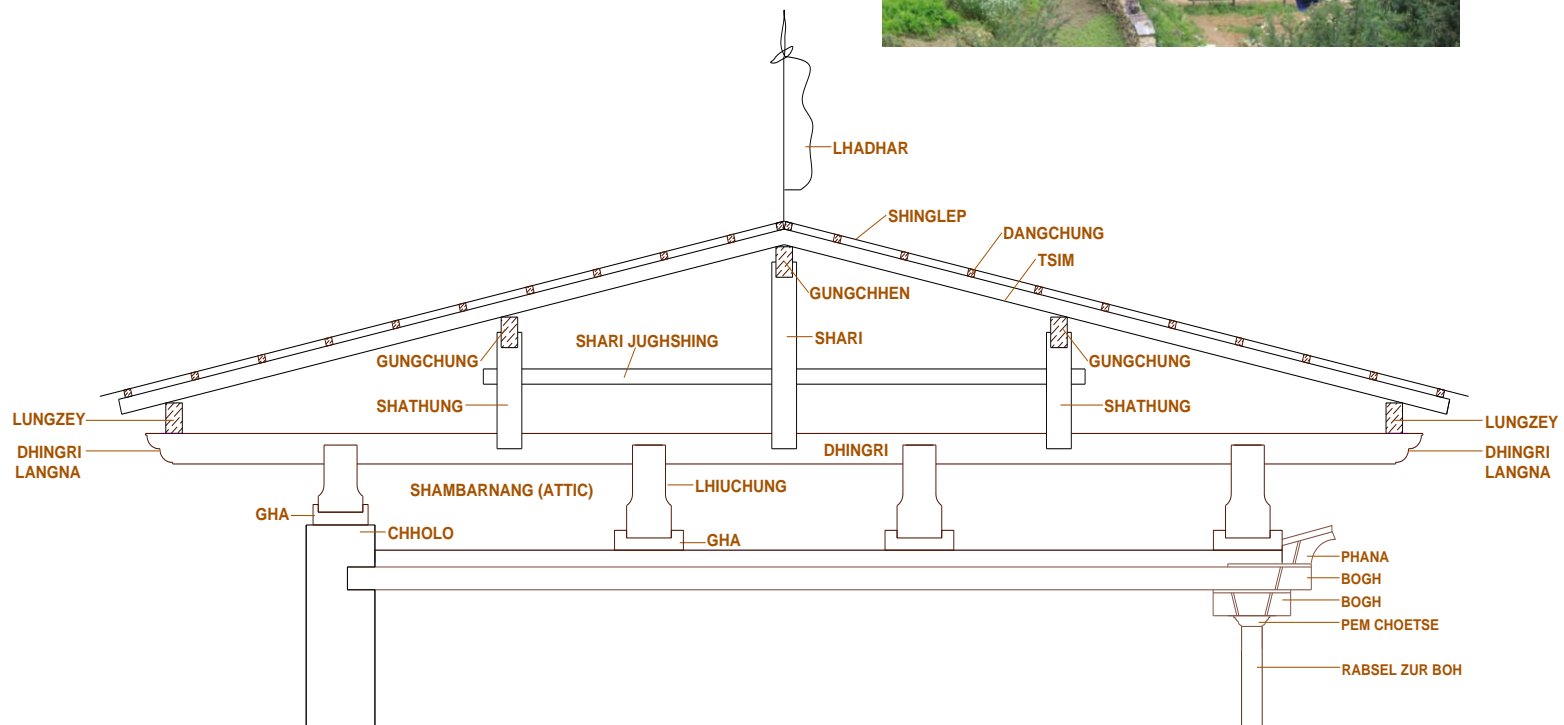 LHADHAR
SHINGLEP
DANGCHUNG
TSIM
GUNGCHHEN
SHARI JUGHSHING
SHARI
GUNGCHUNG
GUNGCHUNG
SHATHUNG
SHATHUNG
LUNGZEY
LUNGZEY
DHINGRI
LANGNA
DHINGRI
DHINGRI
LANGNA
SHAMBARNANG (ATTIC)
LHIUCHUNG
GHA
CHHOLO
GHA
PHANA
BOGH
BOGH
PEM CHOETSE
RABSEL ZUR BOH